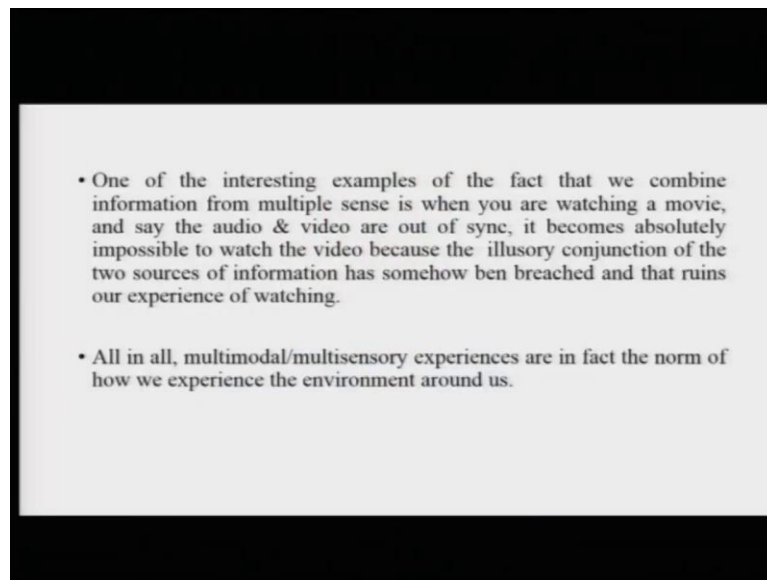 • One of the interesting examples of the fact that we combine
information from multiple sense is when you are watching a movie,
and say the audio & video are out of sync, it becomes absolutely
impossible to watch the video because the illusory conjunction of the
two sources of information has somehow ben breached and that ruins
our experience of watching.
• All in all, multimodal/multisensory experiences are in fact the norm of
how we experience the environment around us.